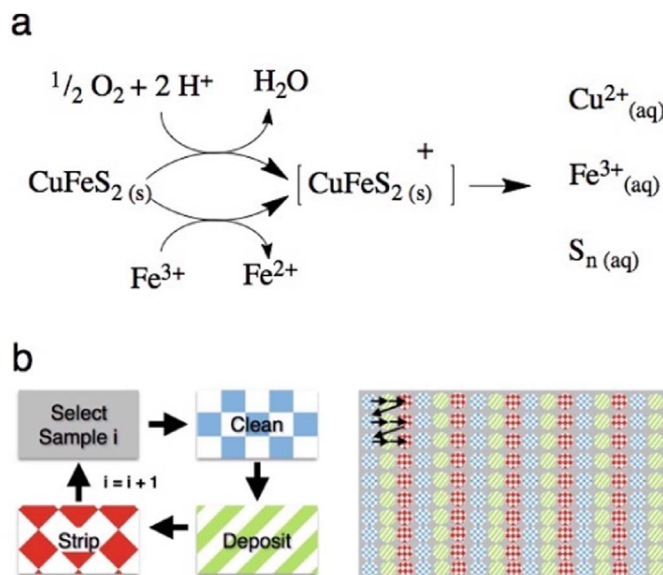 a
½ O₂ + 2 H⁺
H₂O
Cu²⁺ (aq)
CuFeS₂ (s)
[ CuFeS₂ (s) ]⁺
Fe³⁺ (aq)
Fe³⁺
Fe²⁺
Sₙ (aq)
b
Select
Sample i
Clean
i = i + 1
Strip
Deposit